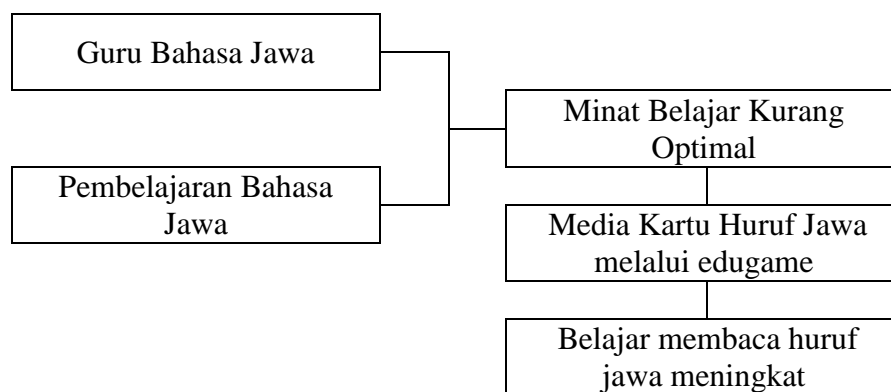 Guru Bahasa Jawa
Pembelajaran Bahasa
Jawa
Minat Belajar Kurang
Optimal
Media Kartu Huruf Jawa
melalui edugame
Belajar membaca huruf
jawa meningkat